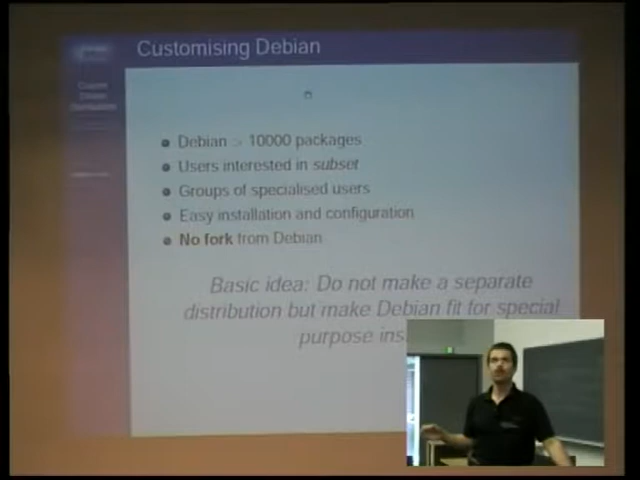 Customising Debian
Debian > 10000 packages
Users interested in subset
Groups of specialised users
Easy installation and configuration
No fork from Debian
Basic idea: Do not make a separate
distribution but make Debian fit for special
purpose